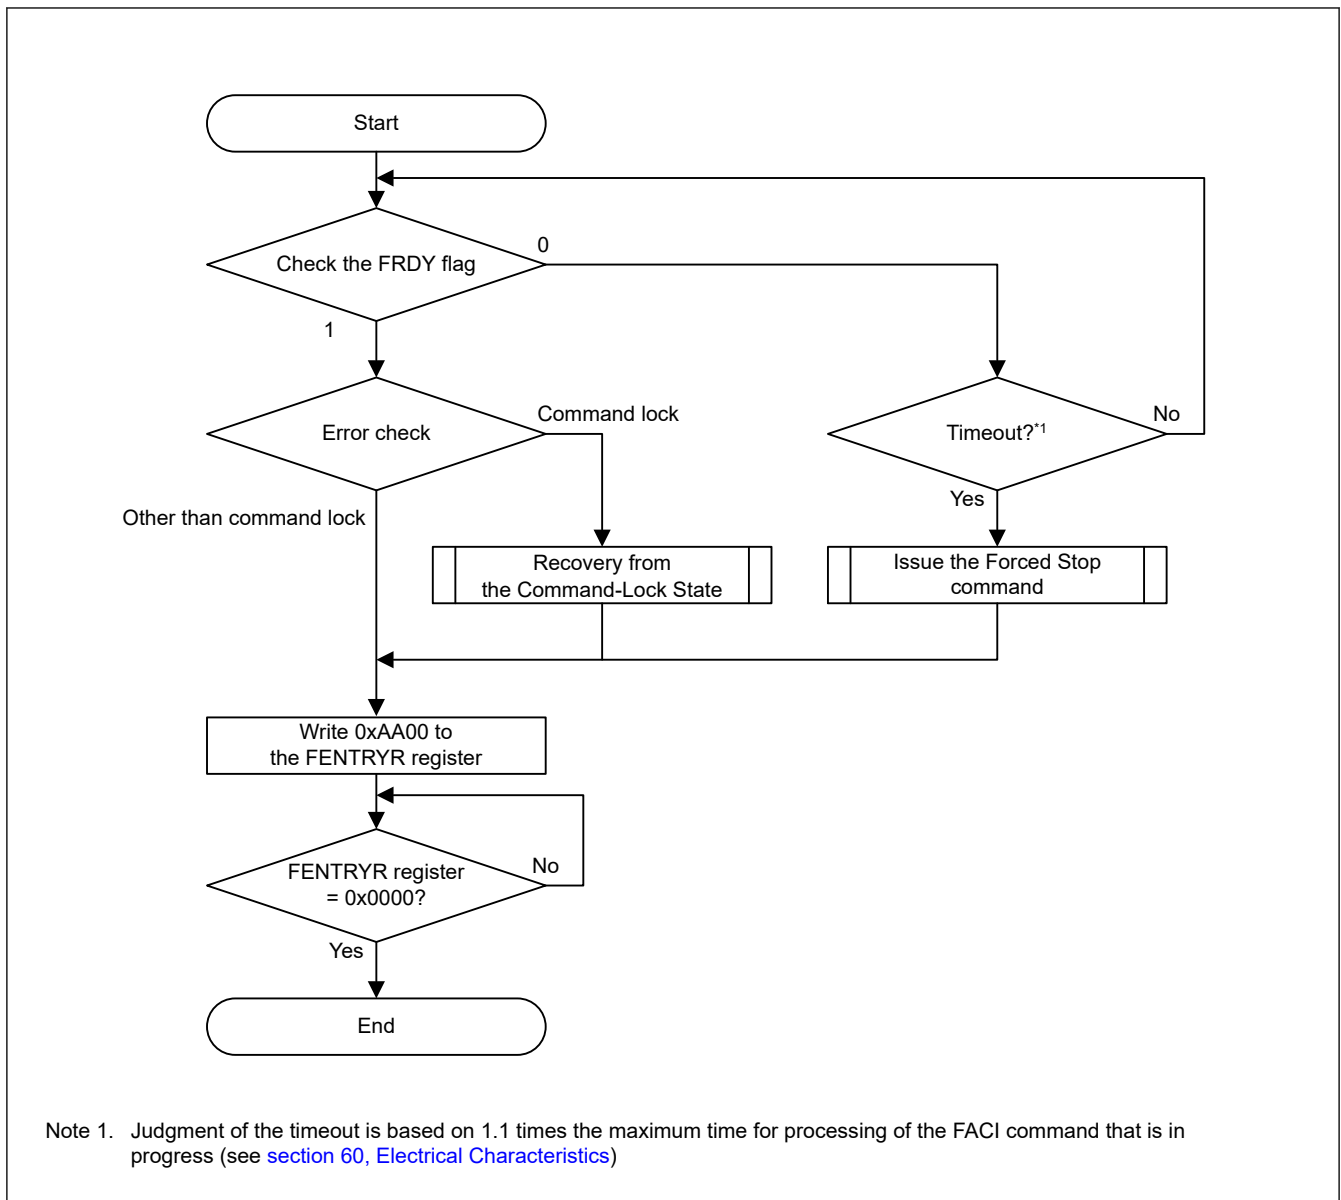 Start
Check the FRDY flag
0
1
Error check
Command lock
Timeout?*1
No
Other than command lock
Yes
Recovery from
the Command-Lock State
Issue the Forced Stop
command
Write 0xAA00 to
the FENTRYR register
FENTRYR register
= 0x0000?
No
Yes
End
Note 1. Judgment of the timeout is based on 1.1 times the maximum time for processing of the FACI command that is in
progress (see section 60, Electrical Characteristics)